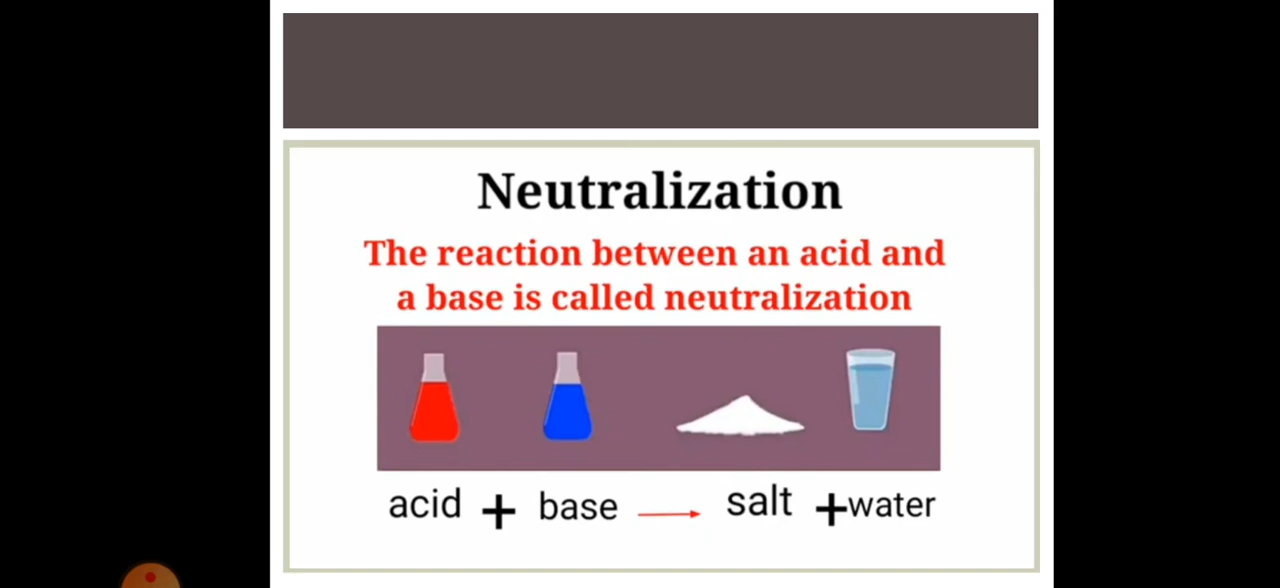 Neutralization
The reaction between an acid and
a base is called neutralization
acid + base → salt +water